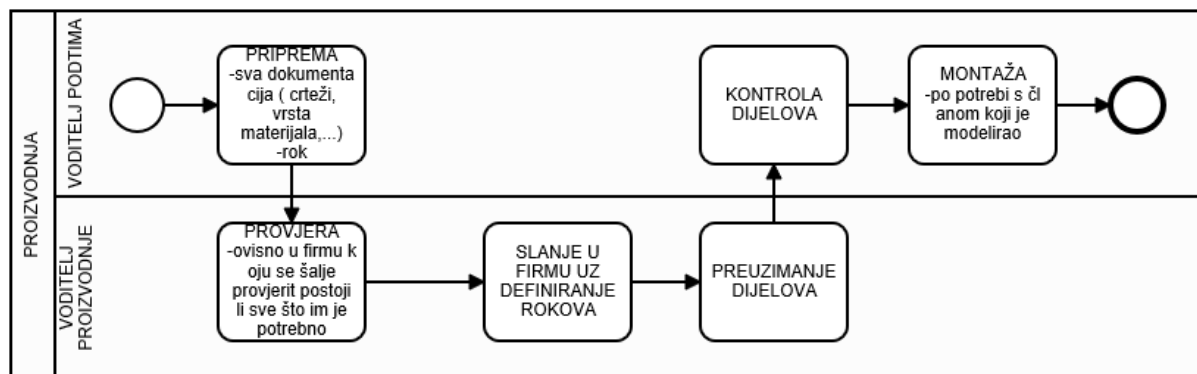 PROIZVODNJA
VODITELJ PODTIMA
PRIPREMA
-sva dokumenta
cija ( crteži,
vrsta
materijala,...)
-rok
KONTROLA
DIJELOVA
MONTAŽA
-po potrebi s čl
anom koji je
modelirao
VODITELJ
PROIZVODNJE
PROVJERA
-ovisno u firmu k
oju se šalje
provjerit postoji
li sve što im je
potrebno
SLANJE U
FIRMU UZ
DEFINIRANJE
ROKOVA
PREUZIMANJE
DIJELOVA